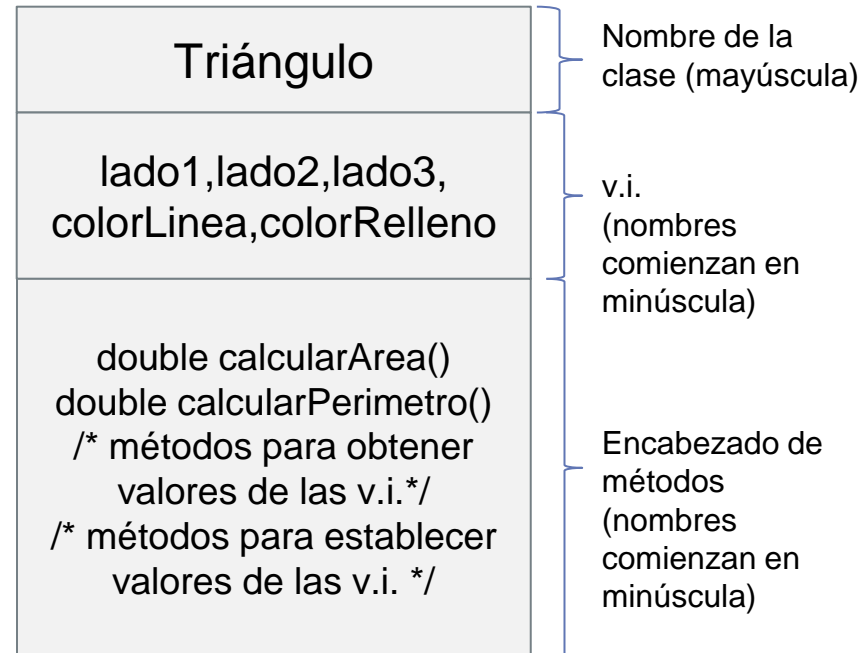 Triángulo
Nombre de la
clase (mayúscula)
lado1,lado2,lado3,
colorLinea,colorRelleno
v.i.
(nombres
comienzan en
minúscula)
double calcularArea()
double calcularPerimetro()
/* métodos para obtener
valores de las v.i.*/
/* métodos para establecer
valores de las v.i. */
Encabezado de
métodos
(nombres
comienzan en
minúscula)